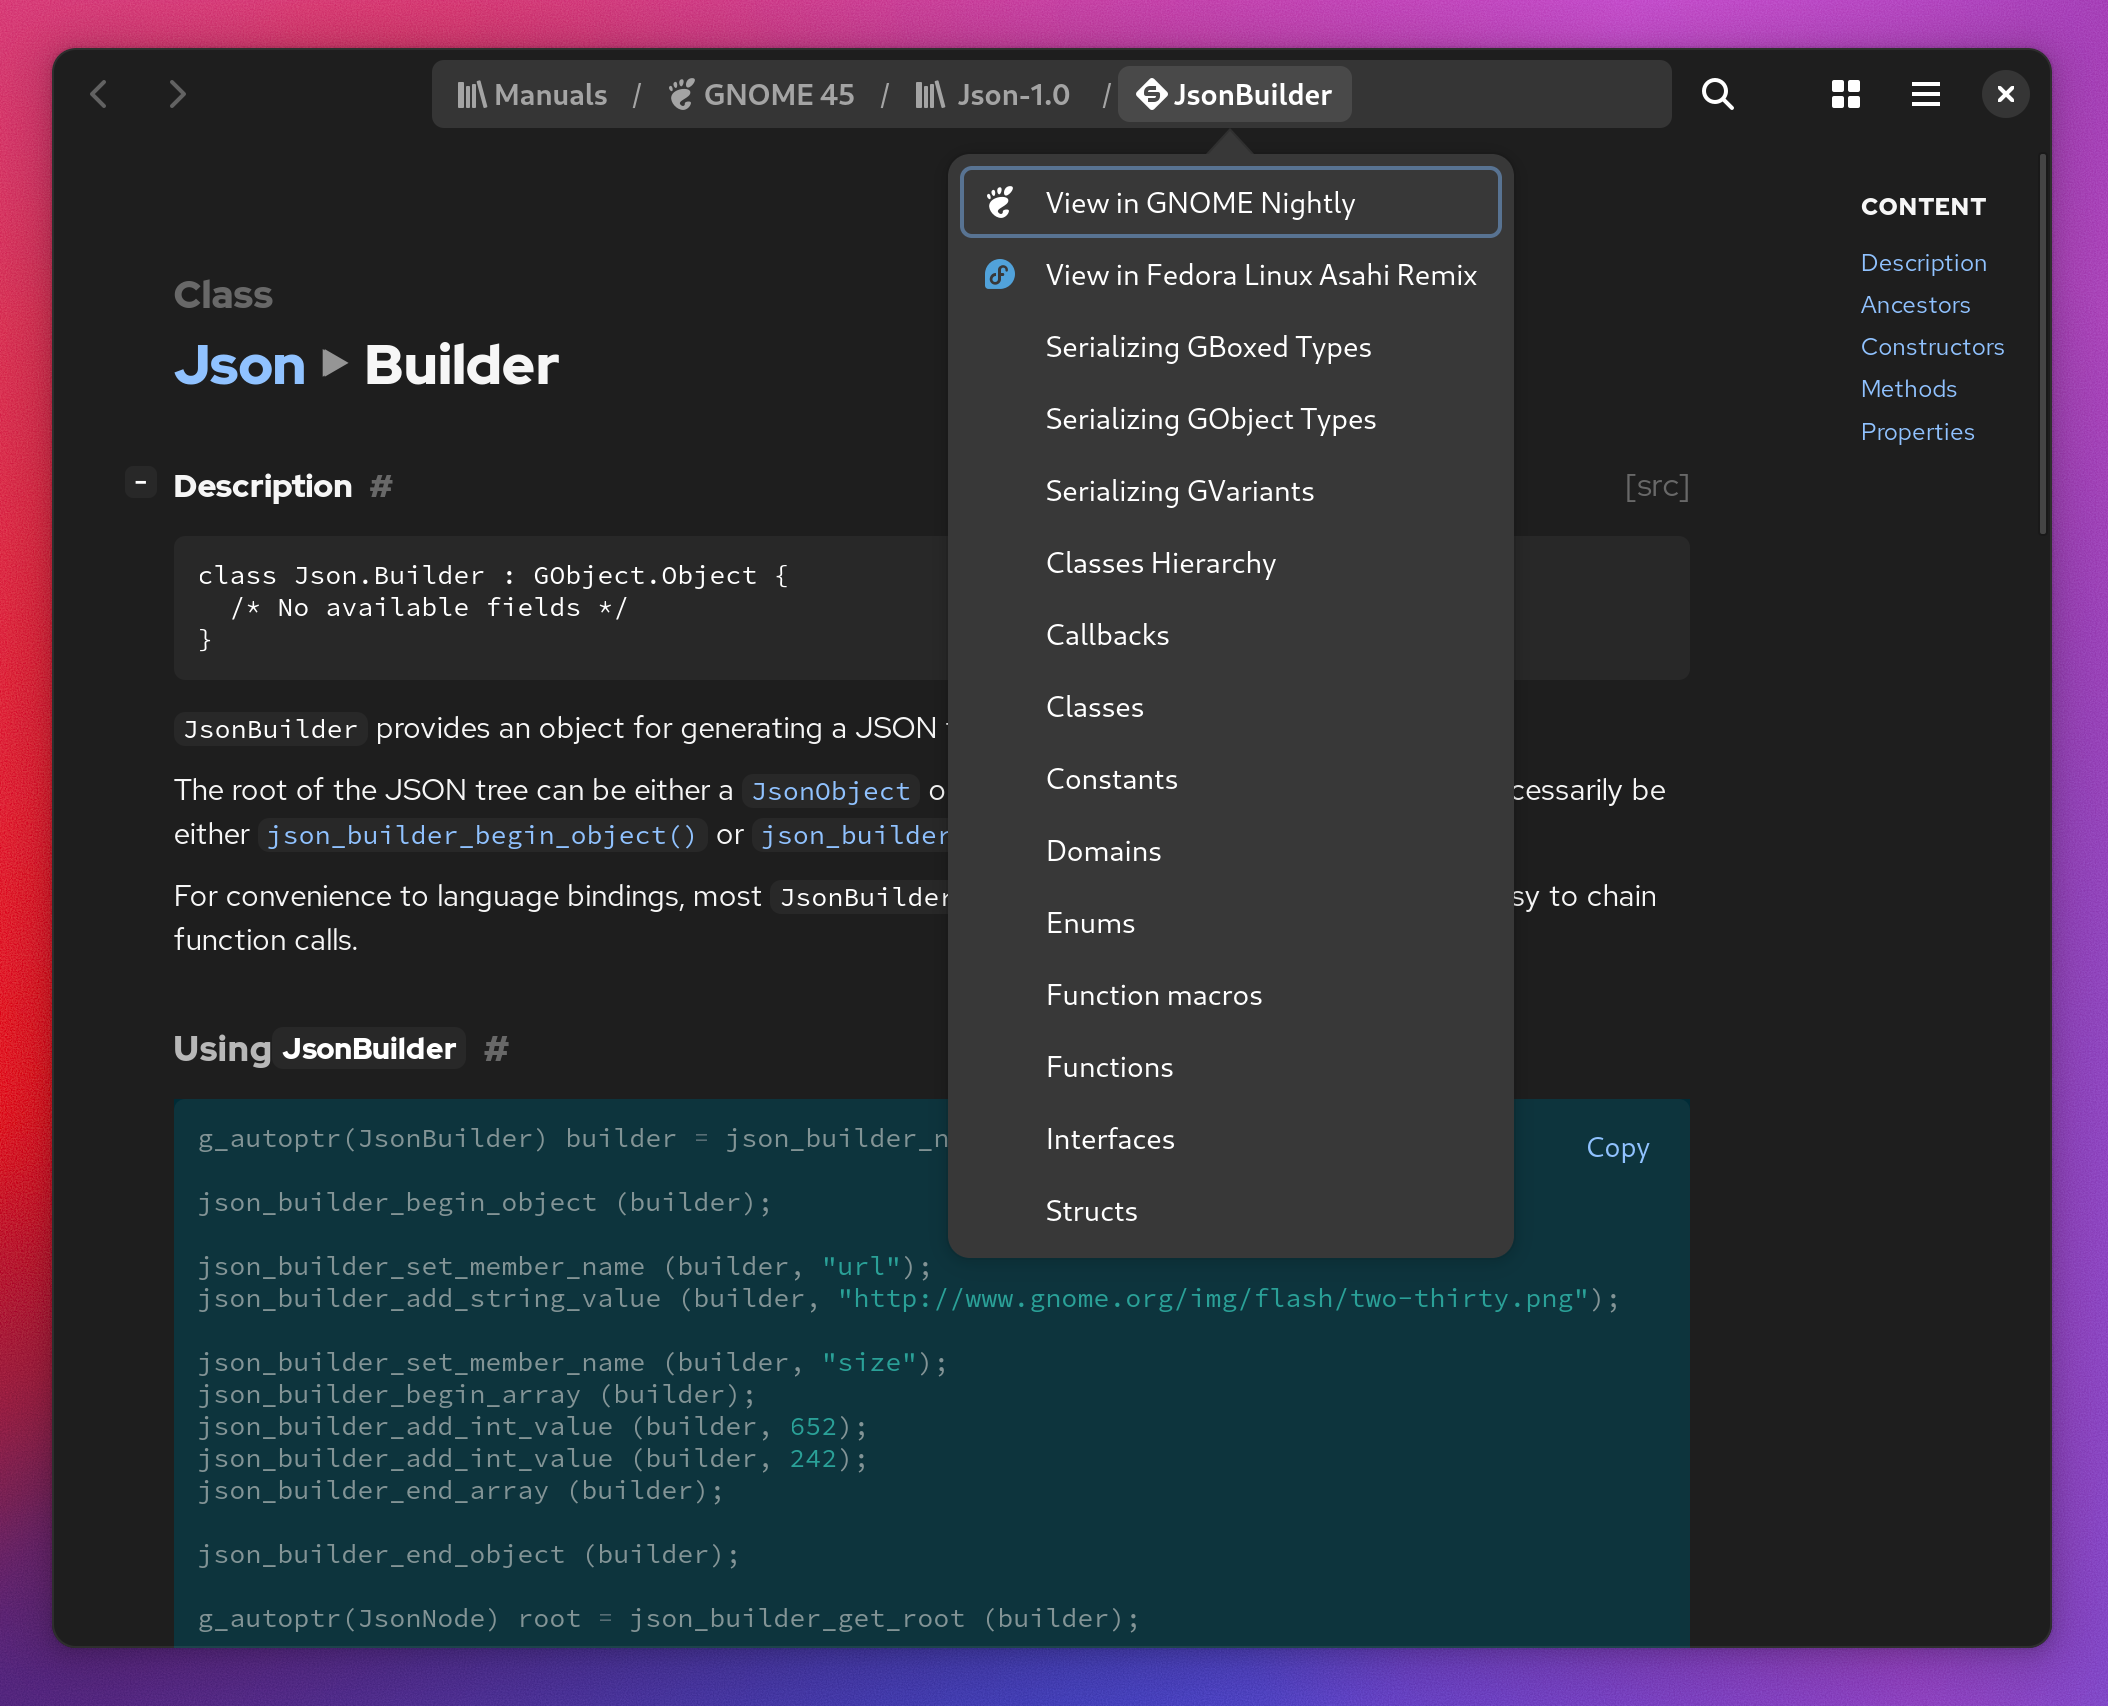 Manuals / GNOME 45 / Json-1.0 / JsonBuilder
View in GNOME Nightly
View in Fedora Linux Asahi Remix
Serializing GBoxed Types
Serializing GObject Types
Serializing GVariants
Classes Hierarchy
Callbacks
Classes
Constants
Domains
Enums
Function macros
Functions
Interfaces
Structs
CONTENT
Description
Ancestors
Constructors
Methods
Properties
Class
Json ▸ Builder
- Description #
[src]
class Json.Builder : GObject.Object {
/* No available fields */
}
JsonBuilder provides an object for generating a JSON
The root of the JSON tree can be either a JsonObject o cessarily be
either json_builder_begin_object() or json_builder
For convenience to language bindings, most JsonBuilder sy to chain
function calls.
Using JsonBuilder #
Copy
g_autoptr(JsonBuilder) builder = json_builder_n
json_builder_begin_object (builder);
json_builder_set_member_name (builder, "url");
json_builder_add_string_value (builder, "http://www.gnome.org/img/flash/two-thirty.png");
json_builder_set_member_name (builder, "size");
json_builder_begin_array (builder);
json_builder_add_int_value (builder, 652);
json_builder_add_int_value (builder, 242);
json_builder_end_array (builder);
json_builder_end_object (builder);
g_autoptr(JsonNode) root = json_builder_get_root (builder);